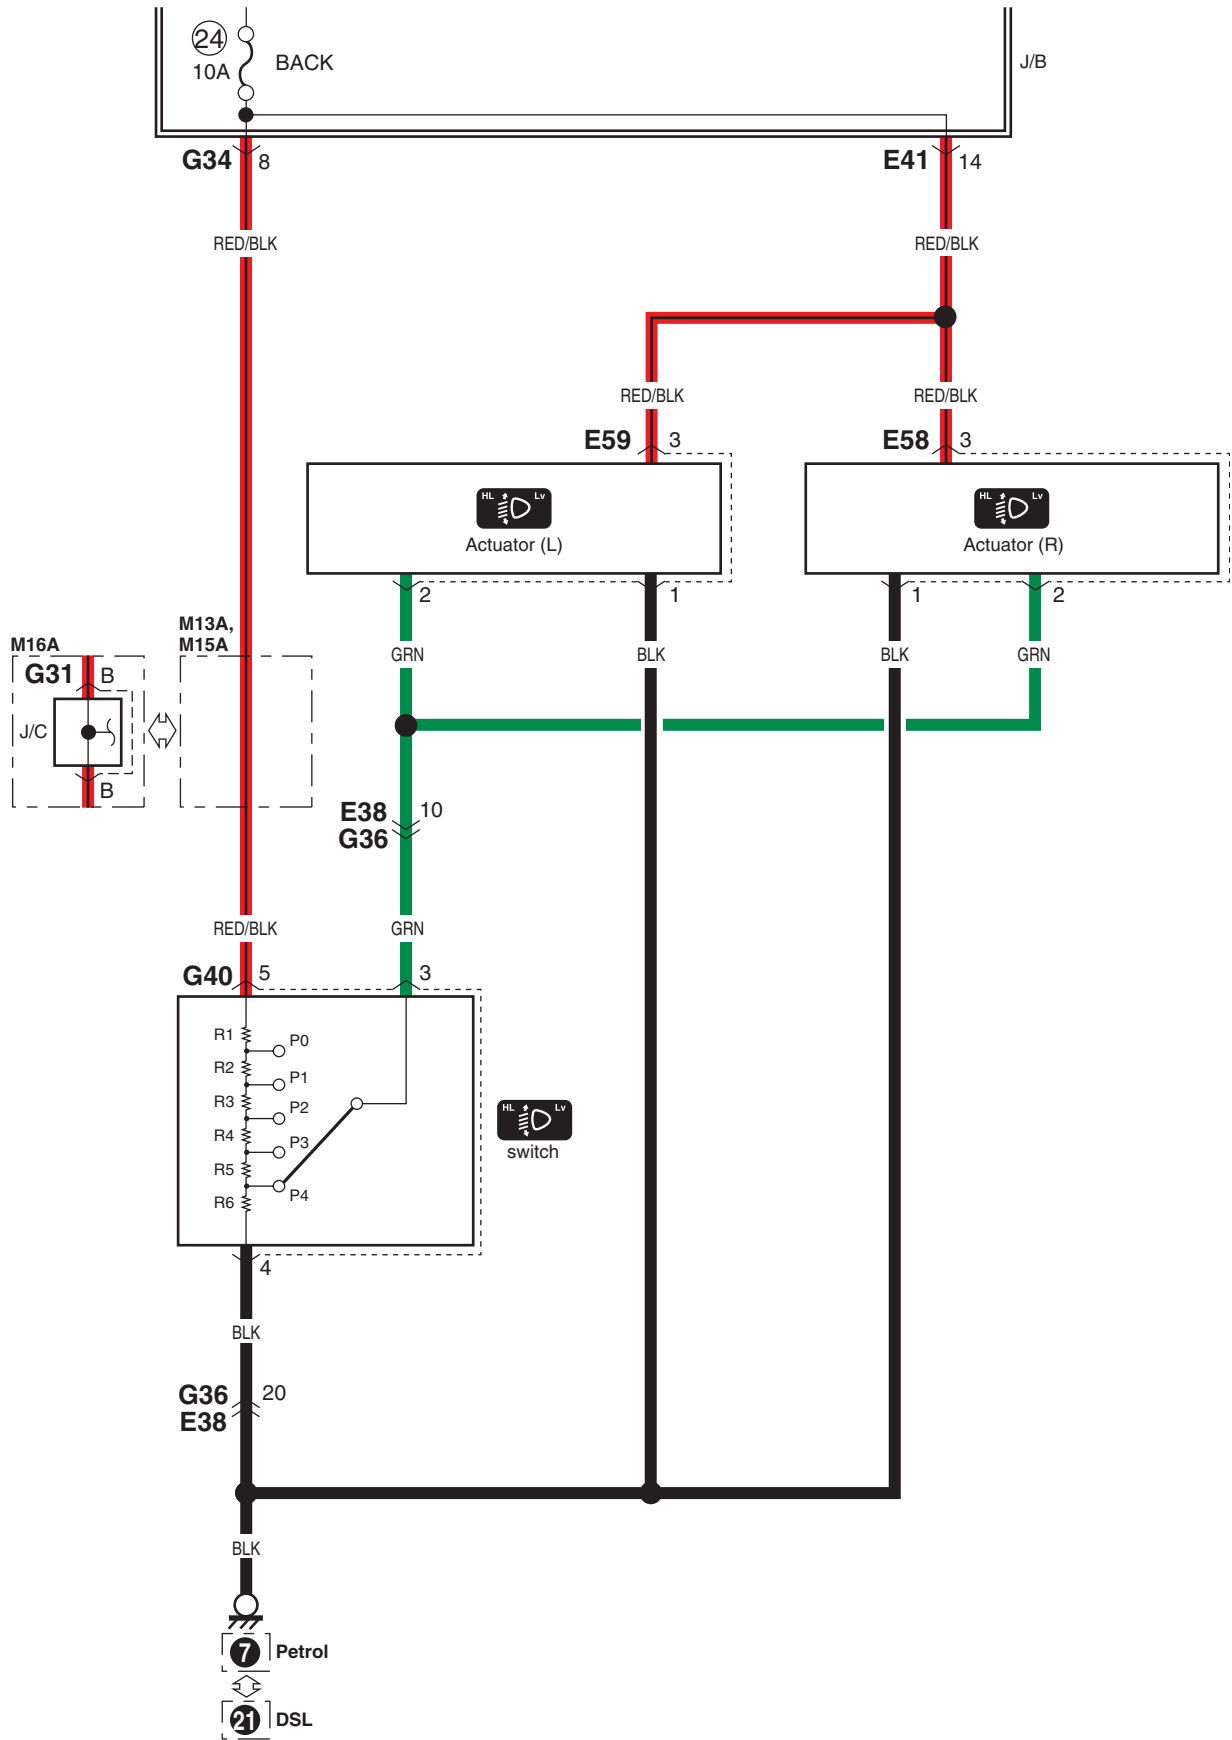 24
10A
BACK
J/B
G34 8
E41 14
RED/BLK
RED/BLK
RED/BLK
RED/BLK
E59 3
E58 3
HL Lv
Actuator (L)
HL Lv
Actuator (R)
2
1
1
2
M13A,
M15A
M16A
GRN
BLK
BLK
GRN
G31 B
J/C
B
E38 10
G36
RED/BLK
GRN
G40 5
3
R1
P0
R2
P1
R3
P2
R4
P3
R5
P4
R6
HL Lv
switch
4
BLK
G36 20
E38
BLK
7 Petrol
21 DSL